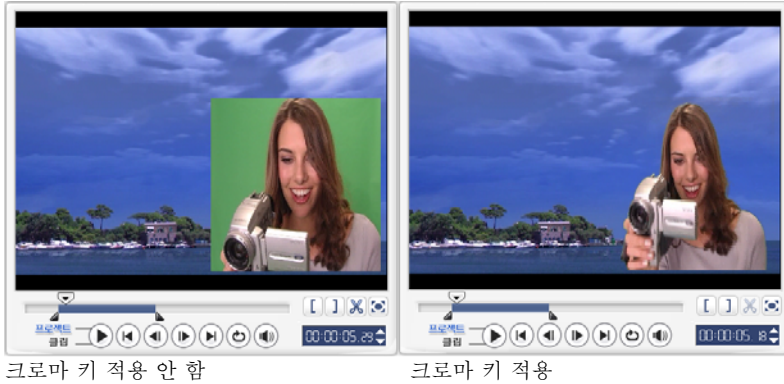 프로젝트
클립
00:00:05.29
프로젝트
클립
00:00:05.18
크로마 키 적용 안 함
크로마 키 적용